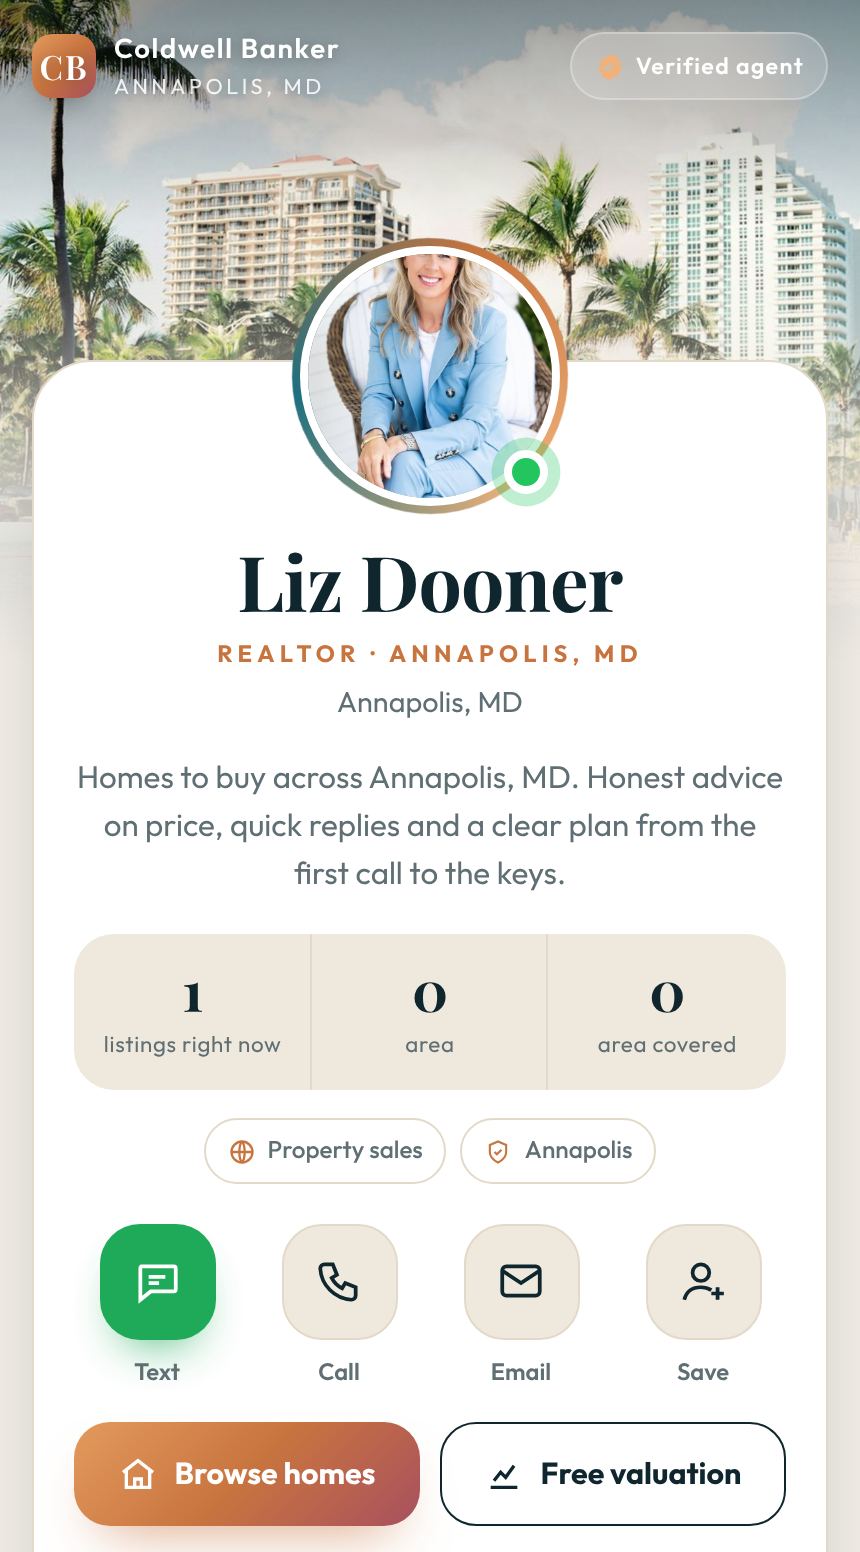 CB
Coldwell Banker
ANNAPOLIS, MD
Verified agent
Liz Dooner
REALTOR · ANNAPOLIS, MD
Annapolis, MD
Homes to buy across Annapolis, MD. Honest advice
on price, quick replies and a clear plan from the
first call to the keys.
1
listings right now
0
area
0
area covered
Property sales
Annapolis
Text
Call
Email
Save
Browse homes
Free valuation